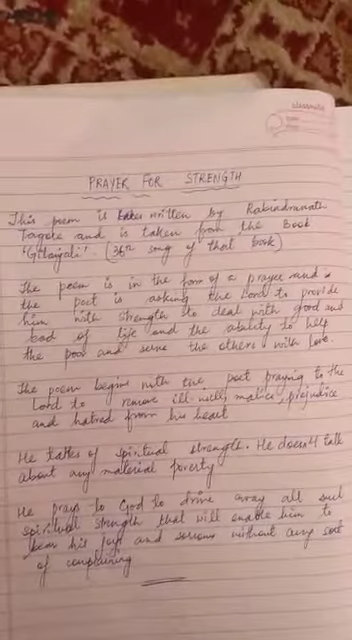 classmate
PRAYER FOR STRENGTH
This poem is written by Rabindranath
Tagore and is taken from the Book
'Gitanjali'. (36th song of that book)
The poem is in the form of a prayer and
the poet is asking the Lord to provide
him with strength to deal with good and
bad of life and the ability to help
the poor and serve the others with love.
The poem begins with the poet praying to the
Lord to remove ill-will, malice, prejudice
and hatred from his heart
He talks of spiritual strength. He doesn't talk
about any material poverty
He prays to God to drive away all evil
spiritual strength that will enable him to
bear his joys and sorrows without any sort
of complaining